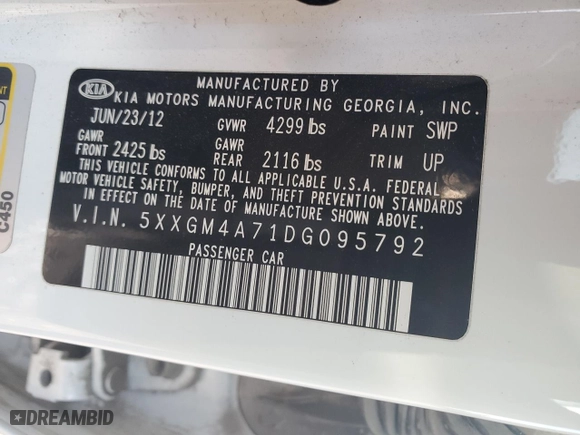 MANUFACTURED BY
KIA KIA MOTORS MANUFACTURING GEORGIA, INC.
JUN/23/12 GVWR 4299 lbs PAINT SWP
GAWR GAWR
FRONT 2425 lbs REAR 2116 lbs TRIM UP
THIS VEHICLE CONFORMS TO ALL APPLICABLE U.S.A. FEDERAL
MOTOR VEHICLE SAFETY, BUMPER, AND THEFT PREVENTION STANDARDS
IN EFFECT ON THE DATE OF MANUFACTURE SHOWN ABOVE.
V.I.N. 5XXGM4A71DG095792
PASSENGER CAR
C450
DREAMBID